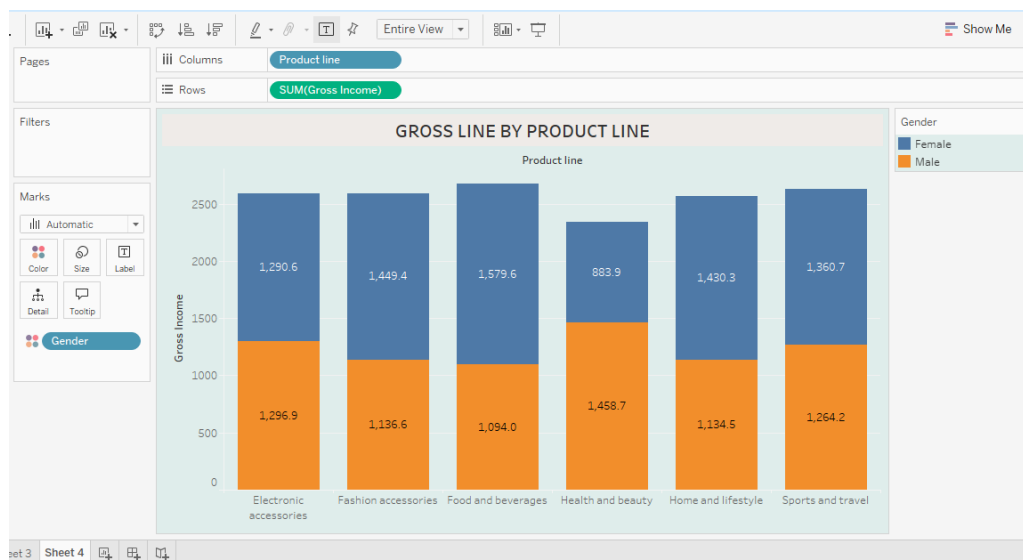 Entire View
Show Me
Pages
Columns
Product line
Rows
SUM(Gross Income)
Filters
Marks
Automatic
Color
Size
Label
Detail
Tooltip
Gender
GROSS LINE BY PRODUCT LINE
Product line
Gross Income
2500
2000
1500
1000
500
0
1,290.6
1,449.4
1,579.6
883.9
1,430.3
1,360.7
1,296.9
1,136.6
1,094.0
1,458.7
1,134.5
1,264.2
Electronic
accessories
Fashion accessories
Food and beverages
Health and beauty
Home and lifestyle
Sports and travel
Gender
Female
Male
eet 3
Sheet 4